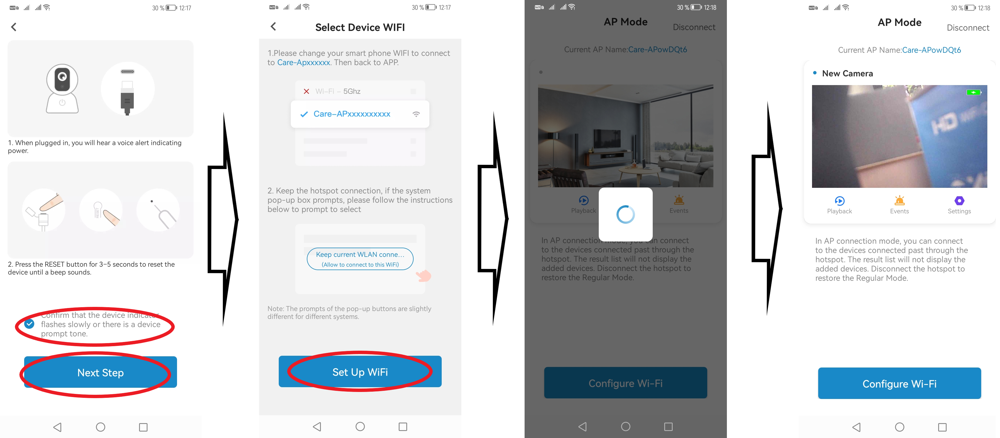 30 % 12:17
1. When plugged in, you will hear a voice alert indicating
power.
RESET
2. Press the RESET button for 3-5 seconds to reset the
device until a beep sounds.
Confirm that the device indicator
flashes slowly or there is a device
prompt tone.
Next Step
30 % 12:17
Select Device WIFI
1.Please change your smart phone WIFI to connect
to Care-Apxxxxxx. Then back to APP.
Wi-Fi - 5Ghz
Care-APxxxxxxxxxx
2. Keep the hotspot connection, if the system
pop-up box prompts, please follow the instructions
below to prompt to select
Keep current WLAN conne...
(Allow to connect to this WiFi)
Note: The prompts of the pop-up buttons are slightly
different for different systems.
Set Up WiFi
30 % 12:18
AP Mode
Disconnect
Current AP Name:Care-APowDQt6
Playback
Events
In AP connection mode, you can connect
to the devices connected past through the
hotspot. The result list will not display the
added devices. Disconnect the hotspot to
restore the Regular Mode.
Configure Wi-Fi
30 % 12:18
AP Mode
Disconnect
Current AP Name:Care-APowDQt6
New Camera
HD WIFI
Playback
Events
Settings
In AP connection mode, you can connect
to the devices connected past through the
hotspot. The result list will not display the
added devices. Disconnect the hotspot to
restore the Regular Mode.
Configure Wi-Fi